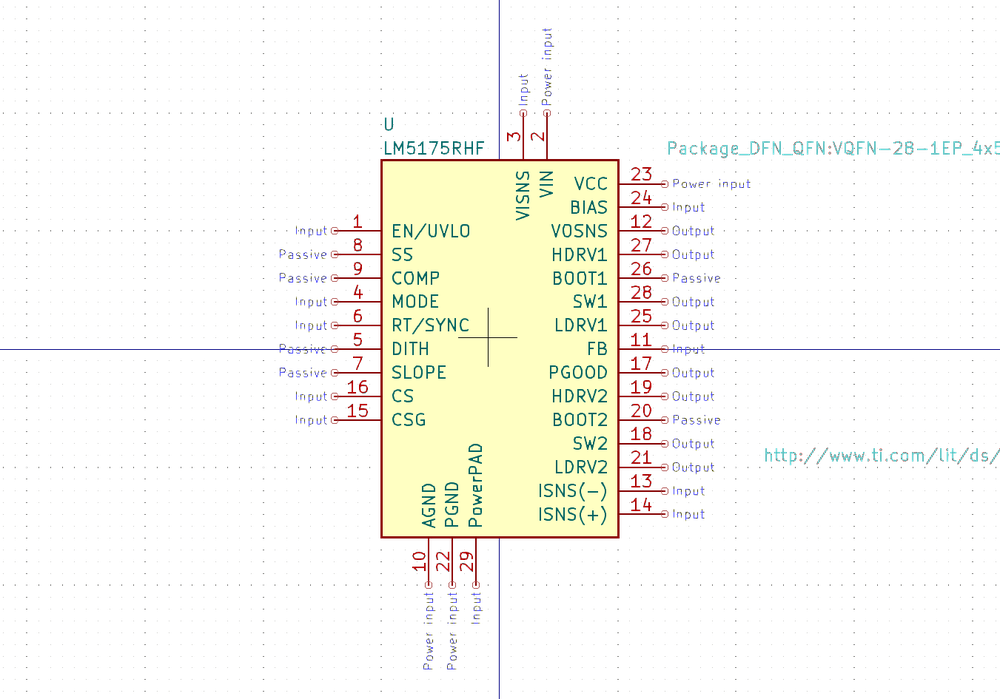 Input
Power input
3
2
U
LM5175RHF
Package_DFN_QFN:VQFN-28-1EP_4x5
VISNS
VIN
VCC 23 Power input
BIAS 24 Input
Input 1 EN/UVLO
VOSNS 12 Output
Passive 8 SS
HDRV1 27 Output
Passive 9 COMP
BOOT1 26 Passive
Input 4 MODE
SW1 28 Output
Input 6 RT/SYNC
LDRV1 25 Output
Passive 5 DITH
FB 11 Input
Passive 7 SLOPE
PGOOD 17 Output
Input 16 CS
HDRV2 19 Output
Input 15 CSG
BOOT2 20 Passive
SW2 18 Output
http://www.ti.com/lit/ds/
LDRV2 21 Output
ISNS(-) 13 Input
ISNS(+) 14 Input
AGND
PGND
PowerPAD
10
22
29
Power input
Power input
Input